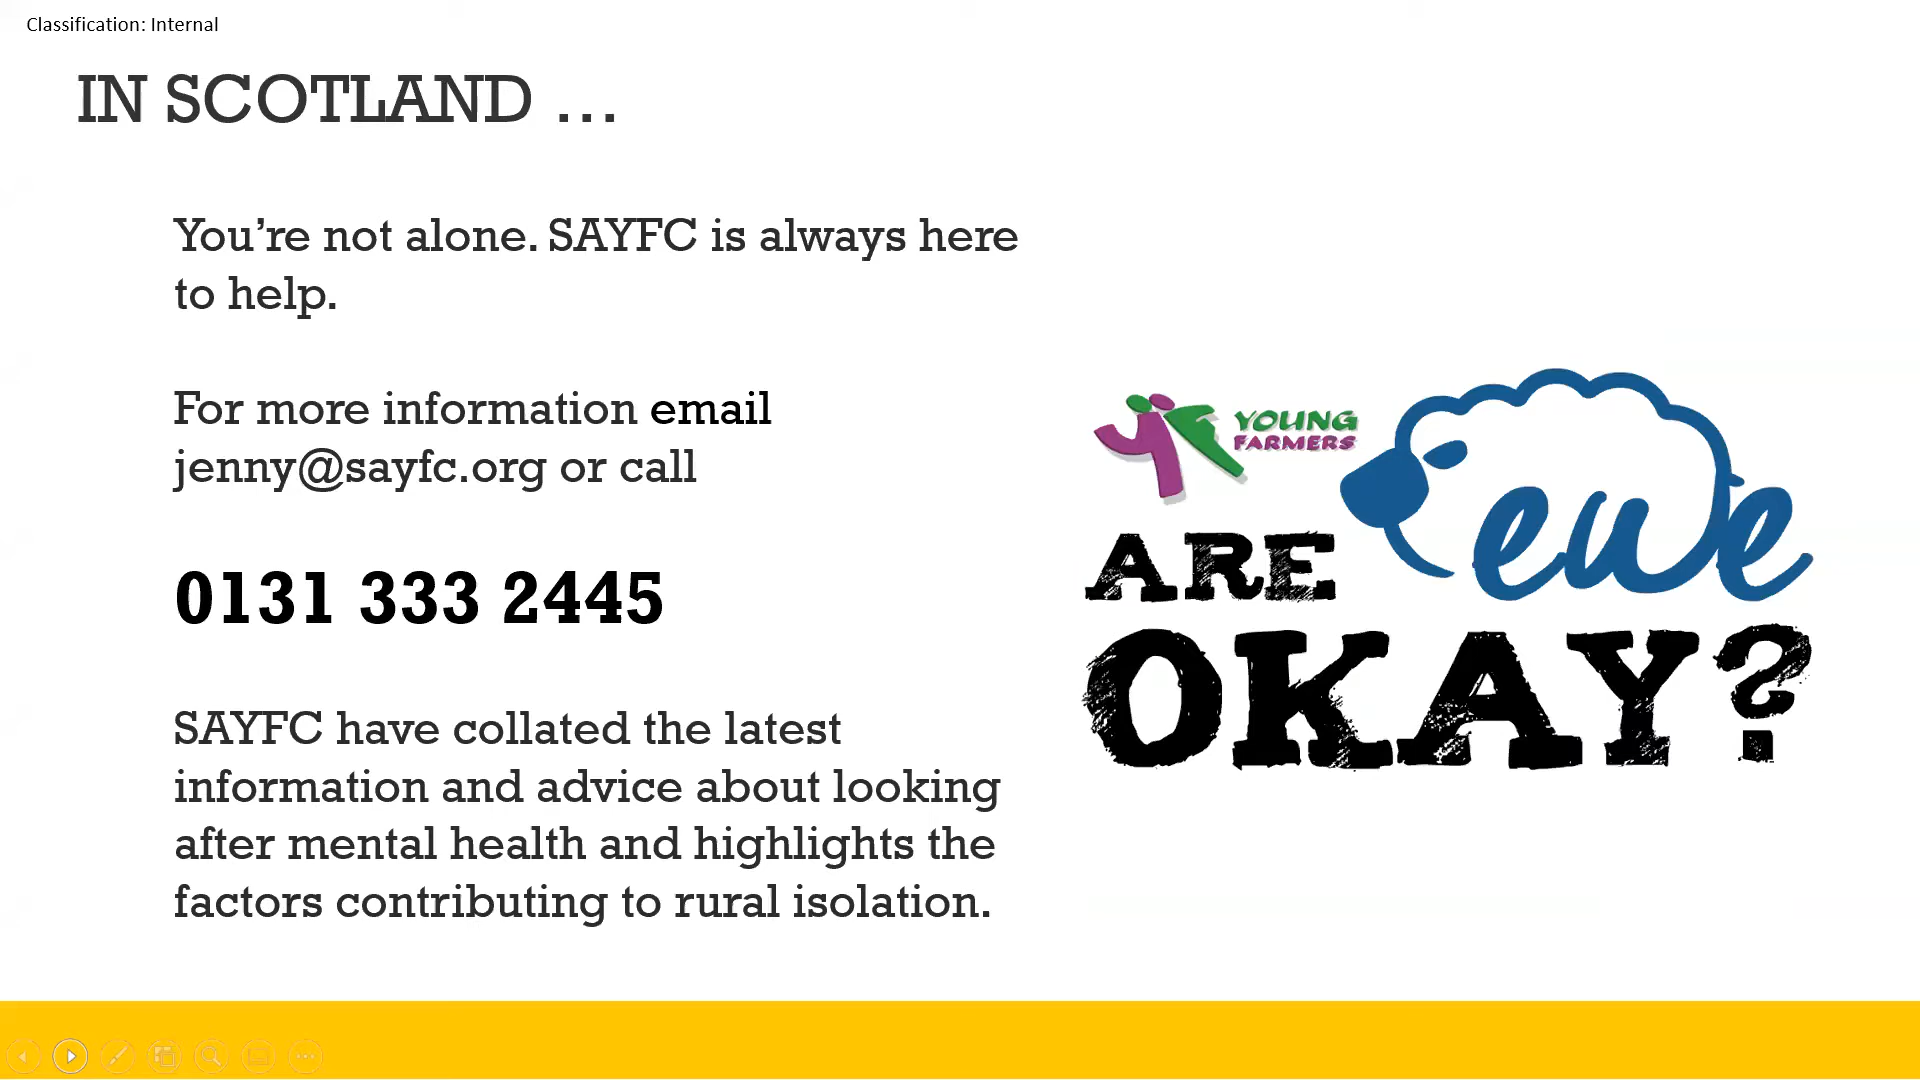 Classification: Internal
IN SCOTLAND ...
You’re not alone. SAYFC is always here
to help.
For more information email
jenny@sayfc.org or call
0131 333 2445
SAYFC have collated the latest
information and advice about looking
after mental health and highlights the
factors contributing to rural isolation.
YOUNG
FARMERS
ARE ewe
OKAY?